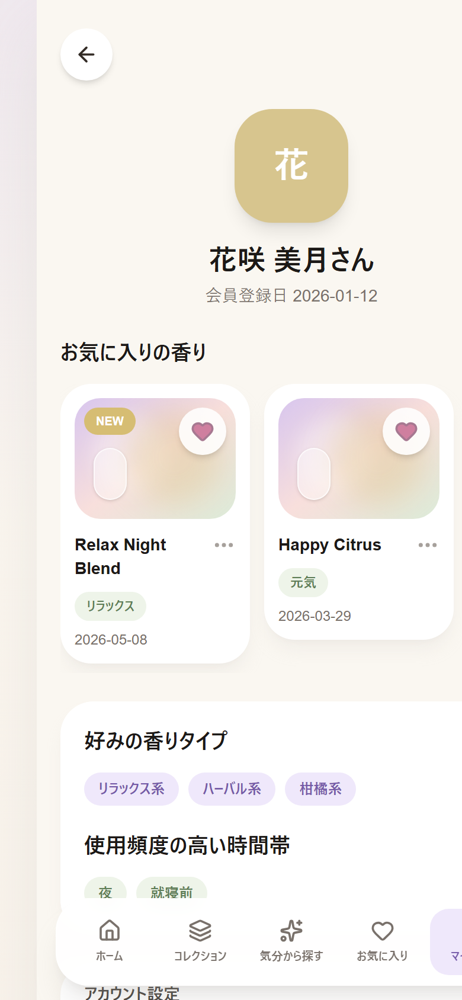 花
花咲 美月さん
会員登録日 2026-01-12
お気に入りの香り
NEW
Relax Night
Blend
リラックス
2026-05-08
Happy Citrus
元気
2026-03-29
好みの香りタイプ
リラックス系
ハーバル系
柑橘系
使用頻度の高い時間帯
夜
就寝前
ホーム
コレクション
気分から探す
お気に入り
マ
アカウント設定